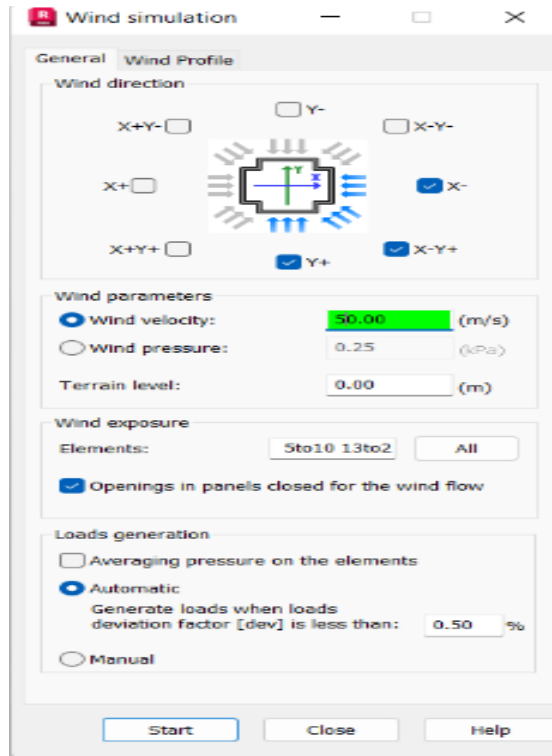 R Wind simulation
General Wind Profile
Wind direction
Y-
X+Y- X-Y-
Y
X
X+ X-
X+Y+ X-Y+
Y+
Wind parameters
Wind velocity: 50.00 (m/s)
Wind pressure: 0.25 (kPa)
Terrain level: 0.00 (m)
Wind exposure
Elements: 5to10 13to2 All
Openings in panels closed for the wind flow
Loads generation
Averaging pressure on the elements
Automatic
Generate loads when loads
deviation factor [dev] is less than: 0.50 %
Manual
Start Close Help